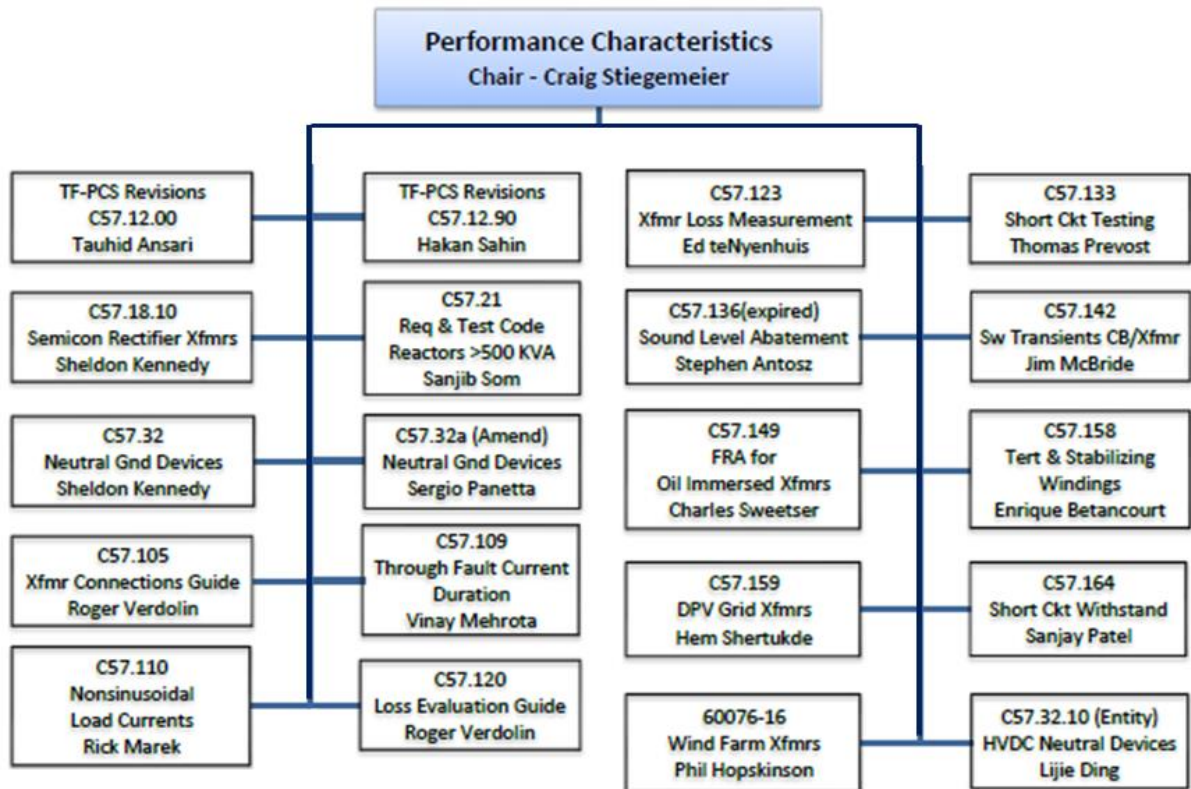 Performance Characteristics
Chair - Craig Stiegemeier
TF-PCS Revisions
C57.12.00
Tauhid Ansari
TF-PCS Revisions
C57.12.90
Hakan Sahin
C57.123
Xfmr Loss Measurement
Ed teNyenhuis
C57.133
Short Ckt Testing
Thomas Prevost
C57.18.10
Semicon Rectifier Xfmrs
Sheldon Kennedy
C57.21
Req & Test Code
Reactors >500 KVA
Sanjib Som
C57.136(expired)
Sound Level Abatement
Stephen Antosz
C57.142
Sw Transients CB/Xfmr
Jim McBride
C57.32
Neutral Gnd Devices
Sheldon Kennedy
C57.32a (Amend)
Neutral Gnd Devices
Sergio Panetta
C57.149
FRA for
Oil Immersed Xfmrs
Charles Sweetser
C57.158
Tert & Stabilizing
Windings
Enrique Betancourt
C57.105
Xfmr Connections Guide
Roger Verdolin
C57.109
Through Fault Current
Duration
Vinay Mehrota
C57.159
DPV Grid Xfmrs
Hem Shertukde
C57.164
Short Ckt Withstand
Sanjay Patel
C57.110
Nonsinusoidal
Load Currents
Rick Marek
C57.120
Loss Evaluation Guide
Roger Verdolin
60076-16
Wind Farm Xfmrs
Phil Hopskinson
C57.32.10 (Entity)
HVDC Neutral Devices
Lijie Ding